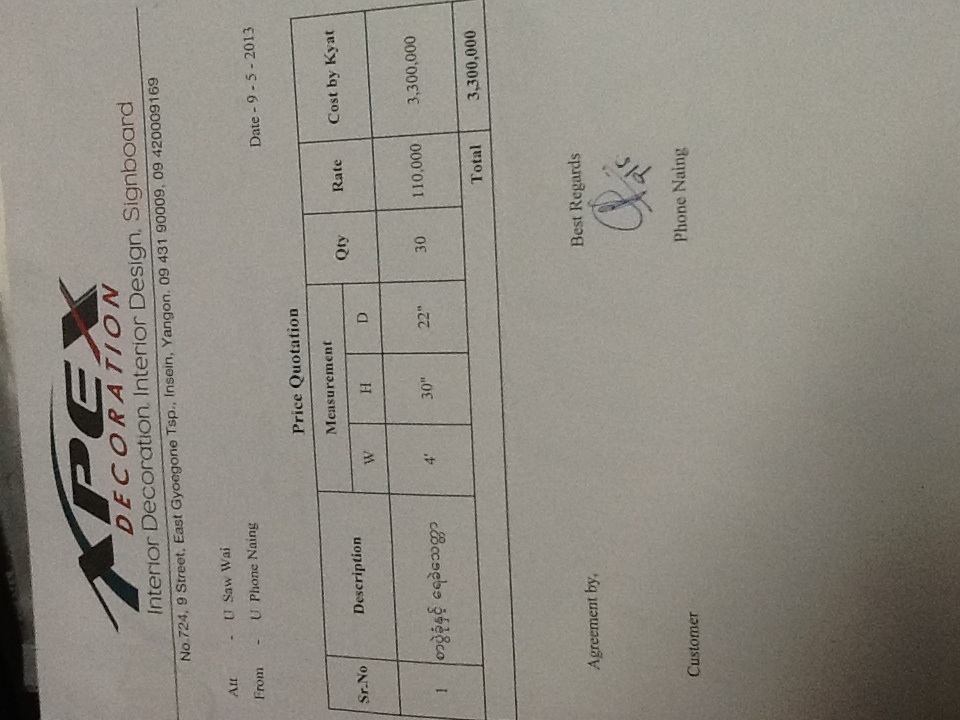 APEX
DECORATION
Interior Decoration, Interior Design, Signboard
No.724, 9 Street, East Gyoegone Tsp., Insein, Yangon. 09 431 90009, 09 420009169
Att - U Saw Wai
From - U Phone Naing
Date - 9 - 5 - 2013
Price Quotation
Sr.No Description Measurement Qty Rate Cost by Kyat
W H D
1 စာပွဲခုံနှင့် ရေခဲသေတ္တာ 4' 30" 22" 30 110,000 3,300,000
Total 3,300,000
Agreement by, Best Regards
Customer Phone Naing